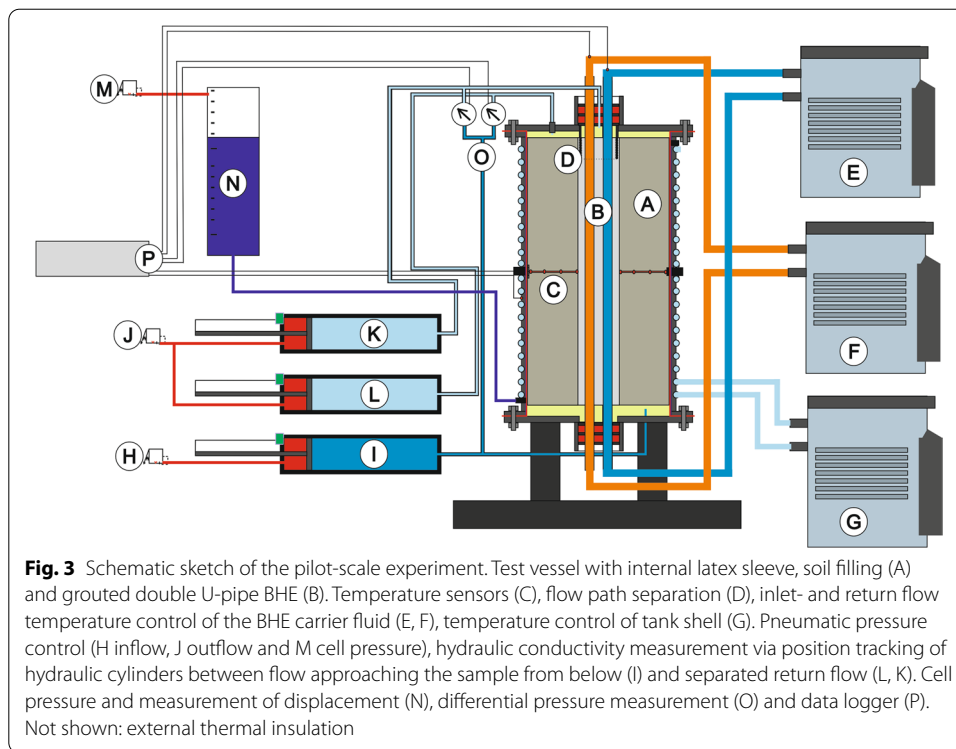 M
N
O
D
A
B
E
P
C
J
K
F
L
H
I
G
Fig. 3 Schematic sketch of the pilot-scale experiment. Test vessel with internal latex sleeve, soil filling (A)
and grouted double U-pipe BHE (B). Temperature sensors (C), flow path separation (D), inlet- and return flow
temperature control of the BHE carrier fluid (E, F), temperature control of tank shell (G). Pneumatic pressure
control (H inflow, J outflow and M cell pressure), hydraulic conductivity measurement via position tracking of
hydraulic cylinders between flow approaching the sample from below (I) and separated return flow (L, K). Cell
pressure and measurement of displacement (N), differential pressure measurement (O) and data logger (P).
Not shown: external thermal insulation